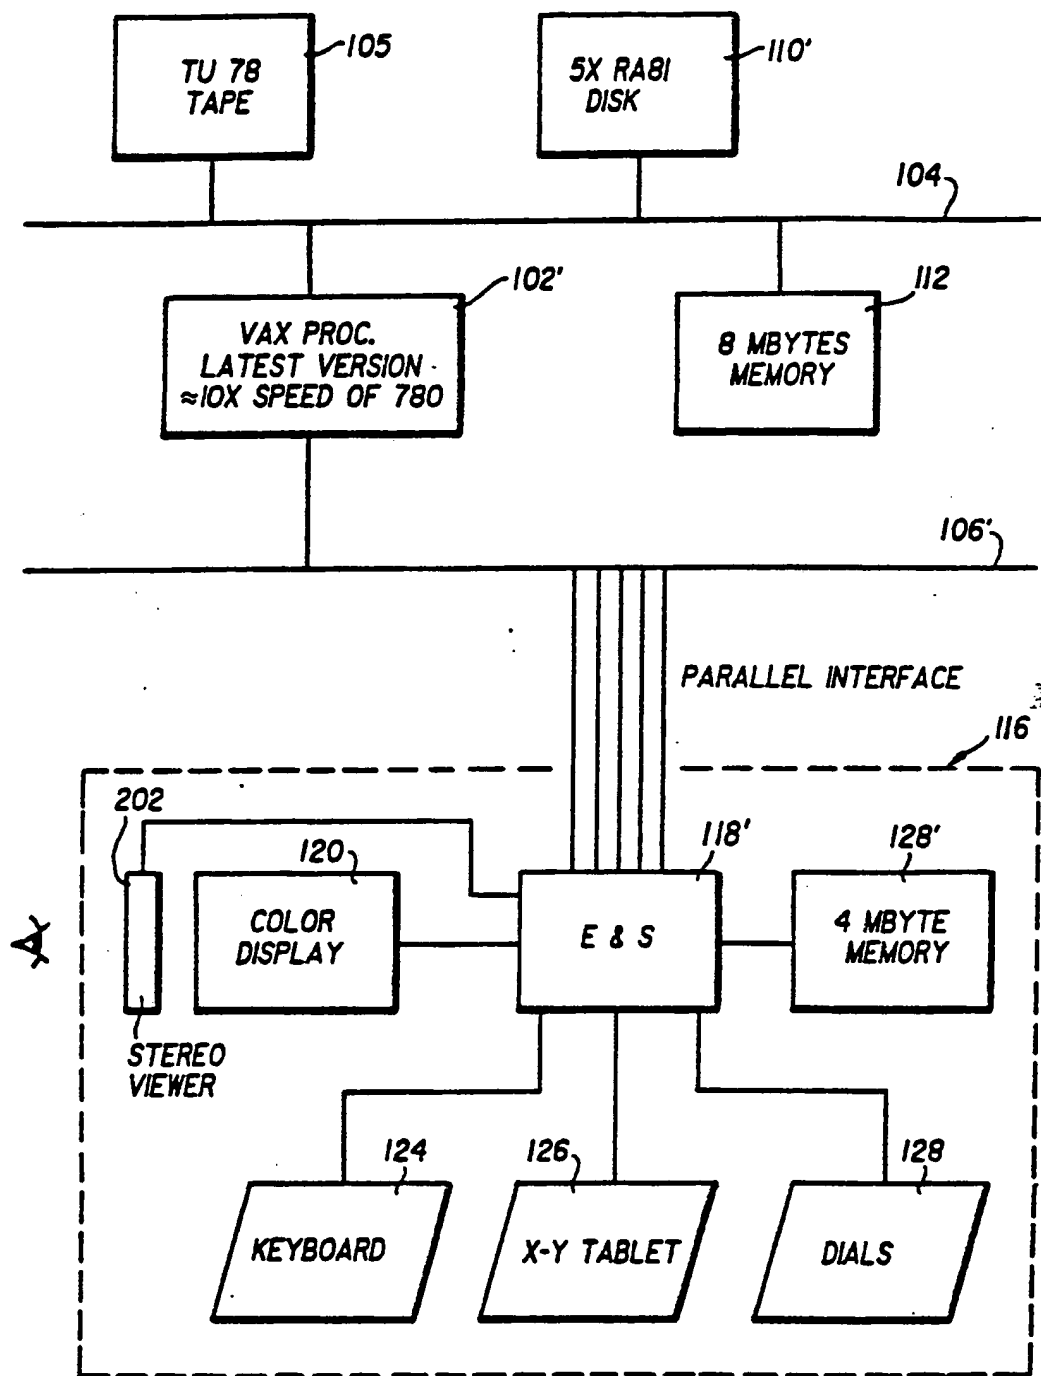 105
TU 78
TAPE
110'
5X RA81
DISK
104
102'
VAX PROC.
LATEST VERSION
≈10X SPEED OF 780
112
8 MBYTES
MEMORY
106'
PARALLEL INTERFACE
116
202
120
COLOR
DISPLAY
118'
E & S
128'
4 MBYTE
MEMORY
STEREO
VIEWER
124
KEYBOARD
126
X-Y TABLET
128
DIALS